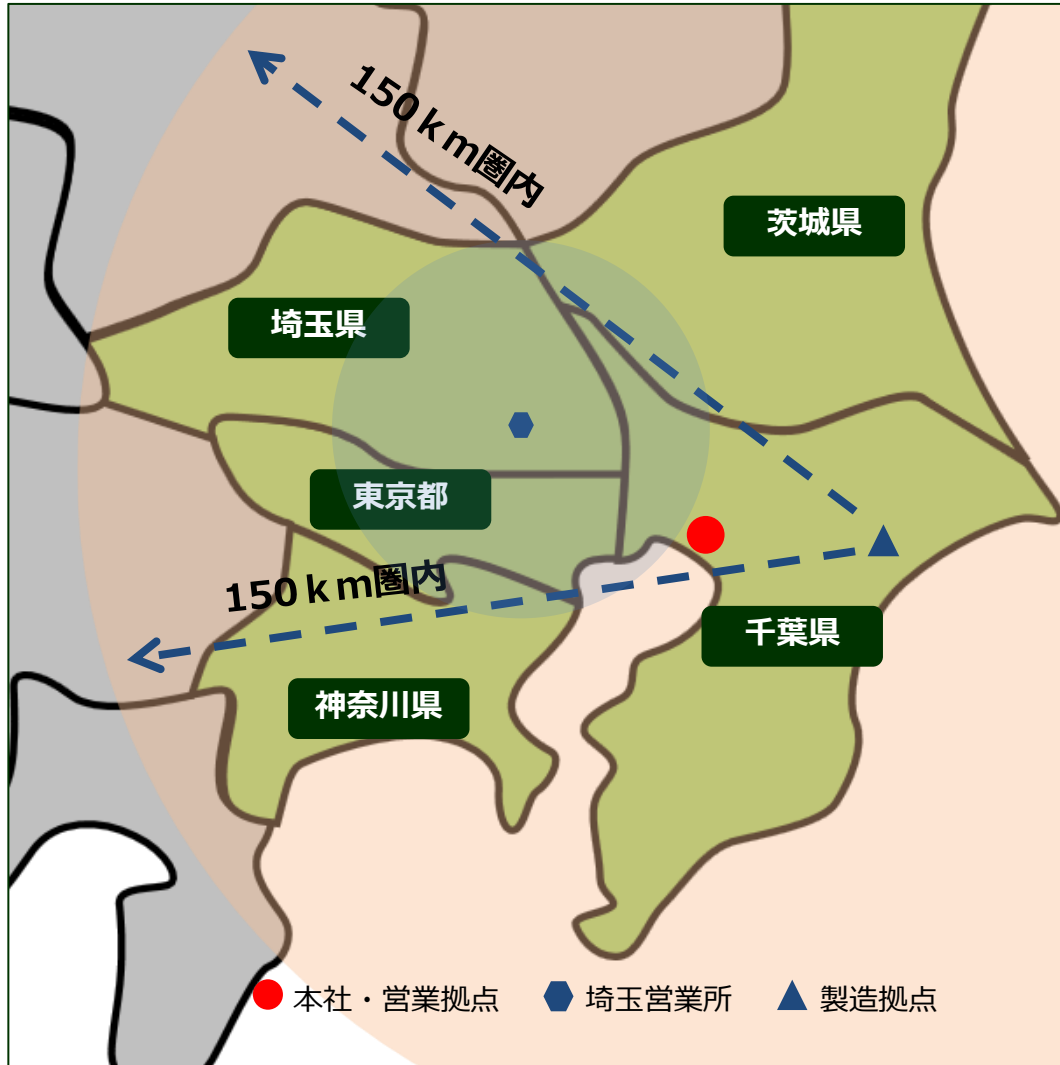 150km圏内
茨城県
埼玉県
東京都
150km圏内
千葉県
神奈川県
本社・営業拠点 埼玉営業所 製造拠点